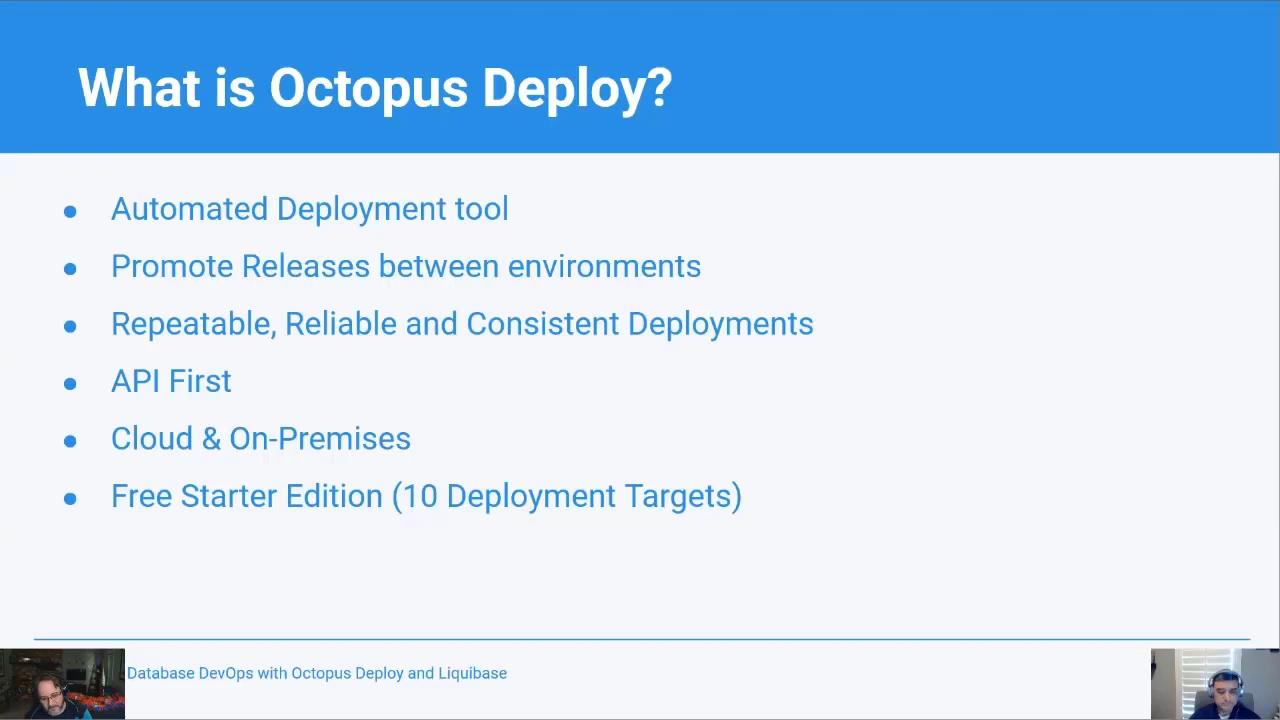 What is Octopus Deploy?
● Automated Deployment tool
● Promote Releases between environments
● Repeatable, Reliable and Consistent Deployments
● API First
● Cloud & On-Premises
● Free Starter Edition (10 Deployment Targets)
Database DevOps with Octopus Deploy and Liquibase